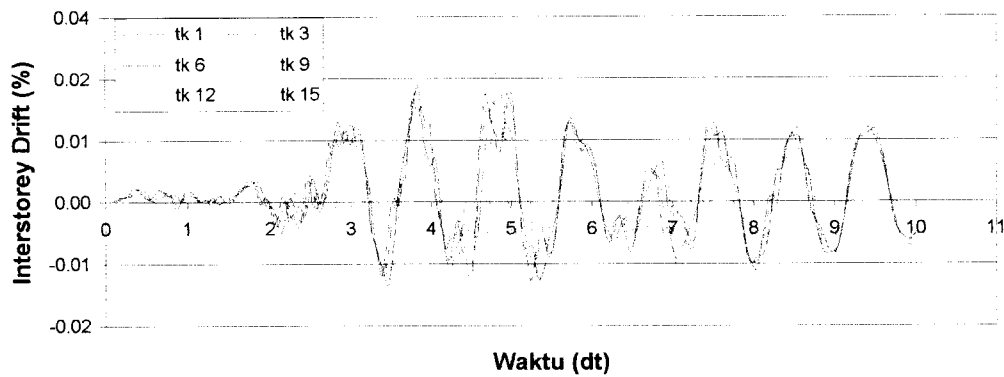 0.04
tk 1 tk 3
0.02
tk 6 tk 9
tk 12 tk 15
0.01
0.00
0 1 2 3 4 5 6 7 8 9 10 11
-0.01
-0.02
Interstorey Drift (%)
Waktu (dt)